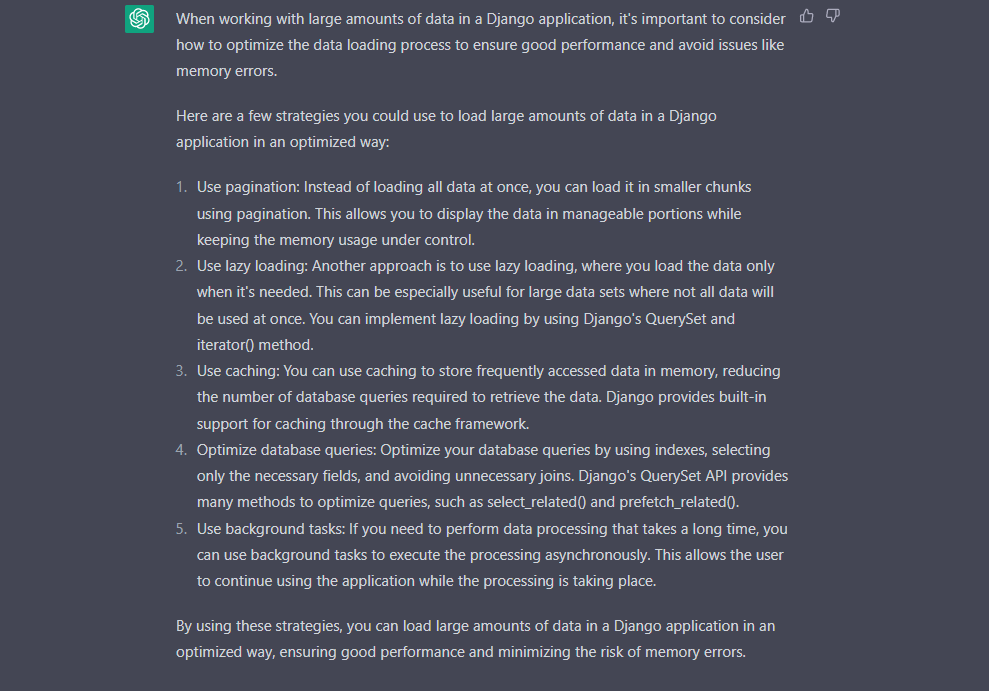 When working with large amounts of data in a Django application, it's important to consider
how to optimize the data loading process to ensure good performance and avoid issues like
memory errors.
Here are a few strategies you could use to load large amounts of data in a Django
application in an optimized way:
1. Use pagination: Instead of loading all data at once, you can load it in smaller chunks
using pagination. This allows you to display the data in manageable portions while
keeping the memory usage under control.
2. Use lazy loading: Another approach is to use lazy loading, where you load the data only
when it's needed. This can be especially useful for large data sets where not all data will
be used at once. You can implement lazy loading by using Django's QuerySet and
iterator() method.
3. Use caching: You can use caching to store frequently accessed data in memory, reducing
the number of database queries required to retrieve the data. Django provides built-in
support for caching through the cache framework.
4. Optimize database queries: Optimize your database queries by using indexes, selecting
only the necessary fields, and avoiding unnecessary joins. Django's QuerySet API provides
many methods to optimize queries, such as select_related() and prefetch_related().
5. Use background tasks: If you need to perform data processing that takes a long time, you
can use background tasks to execute the processing asynchronously. This allows the user
to continue using the application while the processing is taking place.
By using these strategies, you can load large amounts of data in a Django application in an
optimized way, ensuring good performance and minimizing the risk of memory errors.